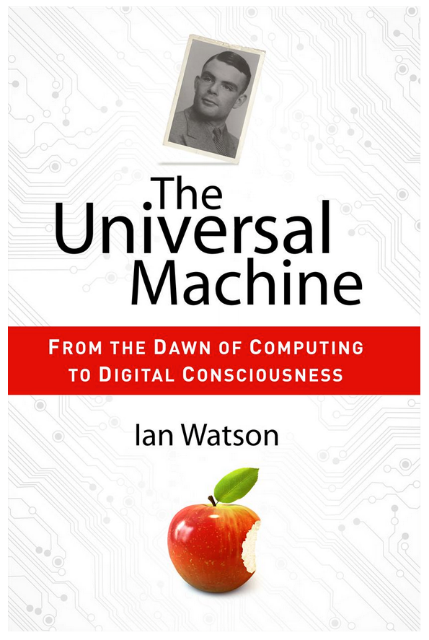 The
Universal
Machine
FROM THE DAWN OF COMPUTING
TO DIGITAL CONSCIOUSNESS
Ian Watson